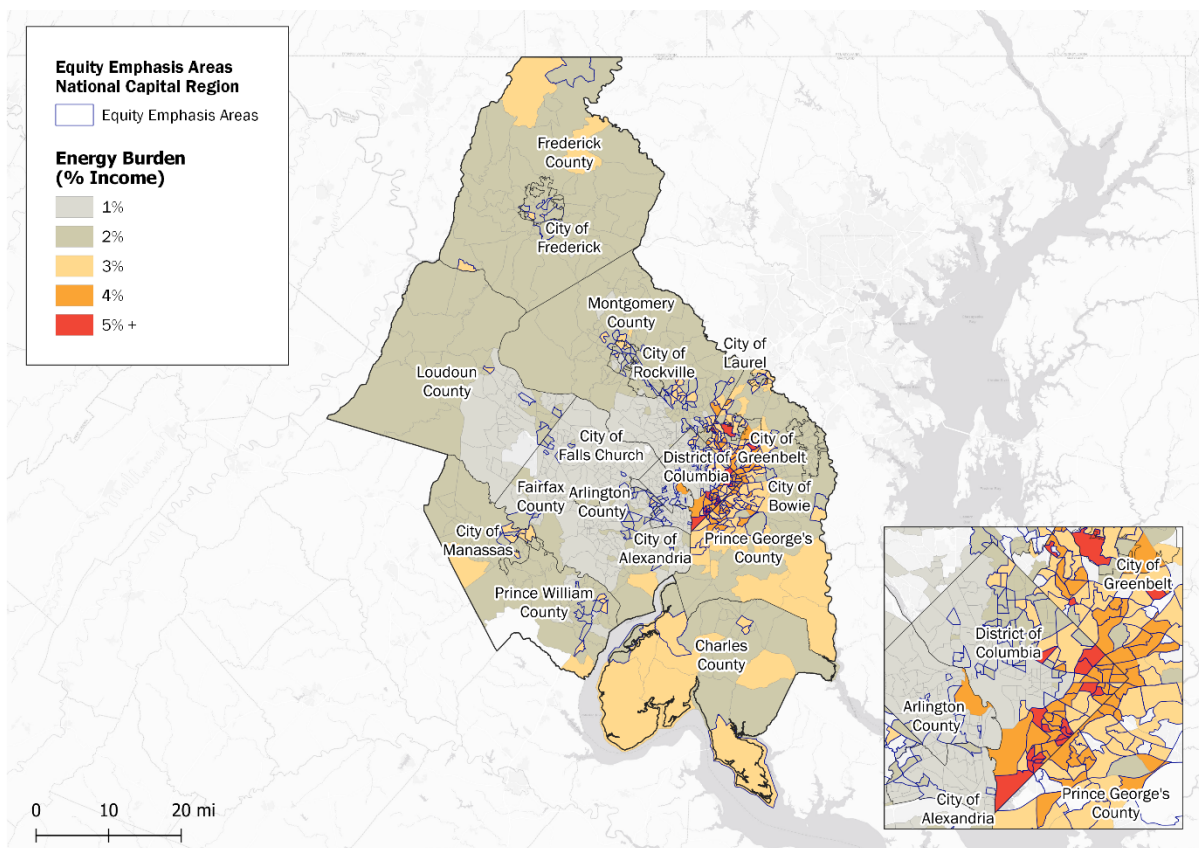 Equity Emphasis Areas
National Capital Region
Equity Emphasis Areas
Energy Burden
(% Income)
1%
2%
3%
4%
5% +
Frederick
County
City of
Frederick
Montgomery
County
City of
Rockville
City of
Laurel
Loudoun
County
City of
Falls Church
District of
Columbia
City of
Greenbelt
City of
Bowie
Fairfax
County
Arlington
County
City of
Alexandria
Prince George's
County
City of
Manassas
Prince William
County
Charles
County
0 10 20 mi
City of
Greenbelt
District of
Columbia
Arlington
County
City of
Alexandria
Prince George's
County